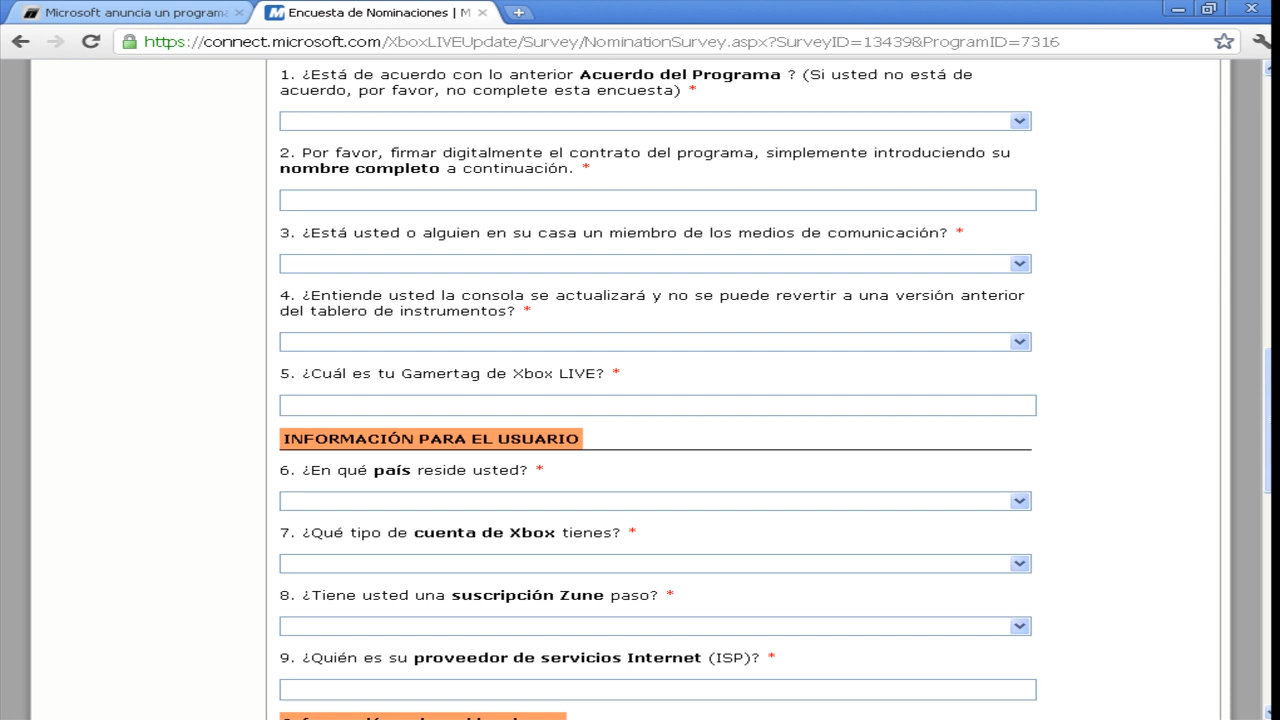 Microsoft anuncia un programa
Encuesta de Nominaciones | M
https://connect.microsoft.com/XboxLIVEUpdate/Survey/NominationSurvey.aspx?SurveyID=13439&ProgramID=7316
1. ¿Está de acuerdo con lo anterior Acuerdo del Programa ? (Si usted no está de
acuerdo, por favor, no complete esta encuesta) *
2. Por favor, firmar digitalmente el contrato del programa, simplemente introduciendo su
nombre completo a continuación. *
3. ¿Está usted o alguien en su casa un miembro de los medios de comunicación? *
4. ¿Entiende usted la consola se actualizará y no se puede revertir a una versión anterior
del tablero de instrumentos? *
5. ¿Cuál es tu Gamertag de Xbox LIVE? *
INFORMACIÓN PARA EL USUARIO
6. ¿En qué país reside usted? *
7. ¿Qué tipo de cuenta de Xbox tienes? *
8. ¿Tiene usted una suscripción Zune paso? *
9. ¿Quién es su proveedor de servicios Internet (ISP)? *